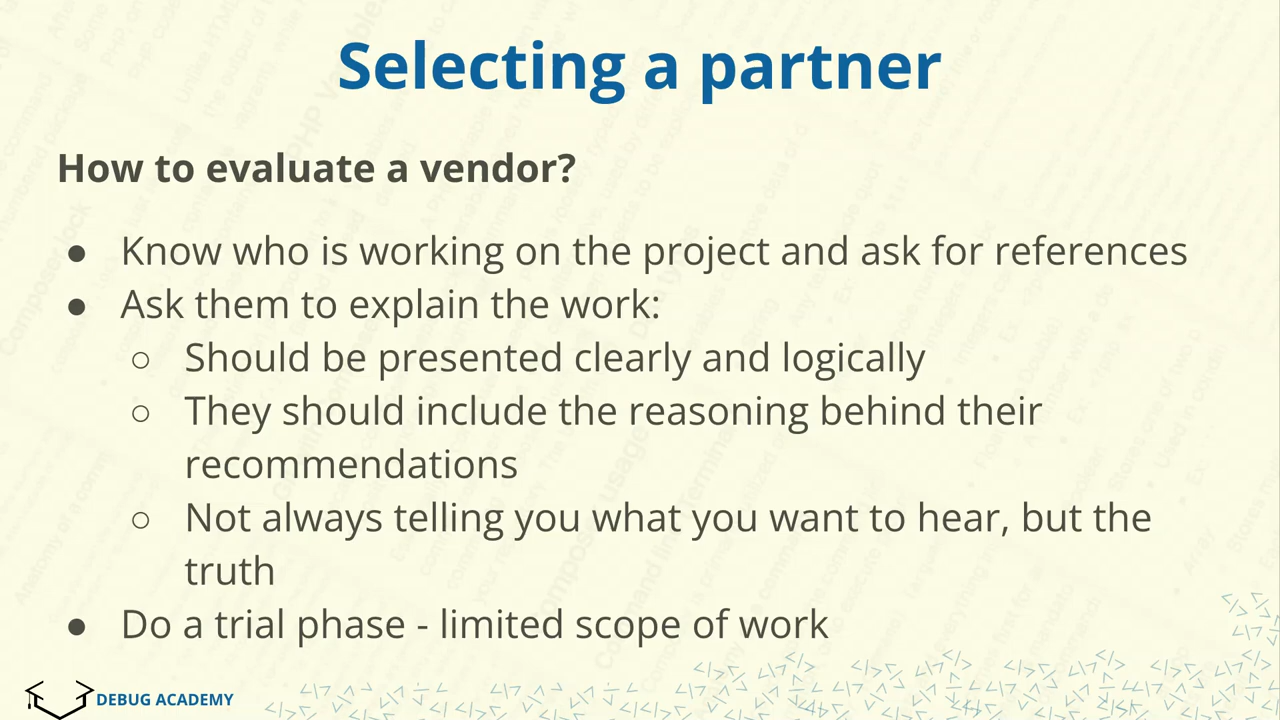 Selecting a partner
How to evaluate a vendor?
● Know who is working on the project and ask for references
● Ask them to explain the work:
○ Should be presented clearly and logically
○ They should include the reasoning behind their
recommendations
○ Not always telling you what you want to hear, but the
truth
● Do a trial phase - limited scope of work
DEBUG ACADEMY